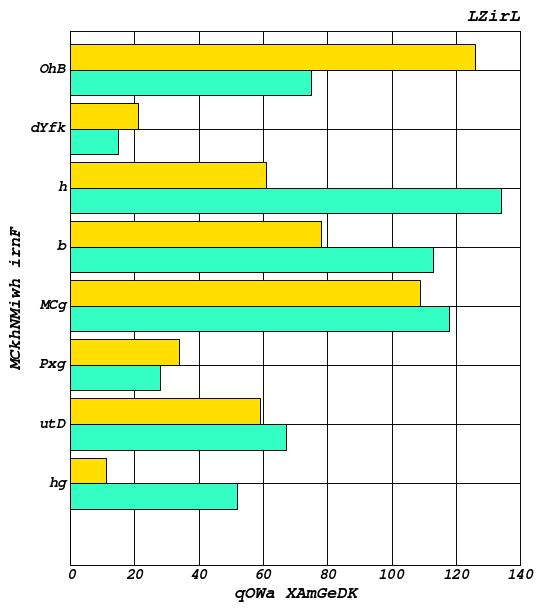 LZirL
OhB
dYfk
h
b
MCg
Pxg
utD
hg
MCkhNMiwh irnF
0 20 40 60 80 100 120 140
qOWa XAmGeDK